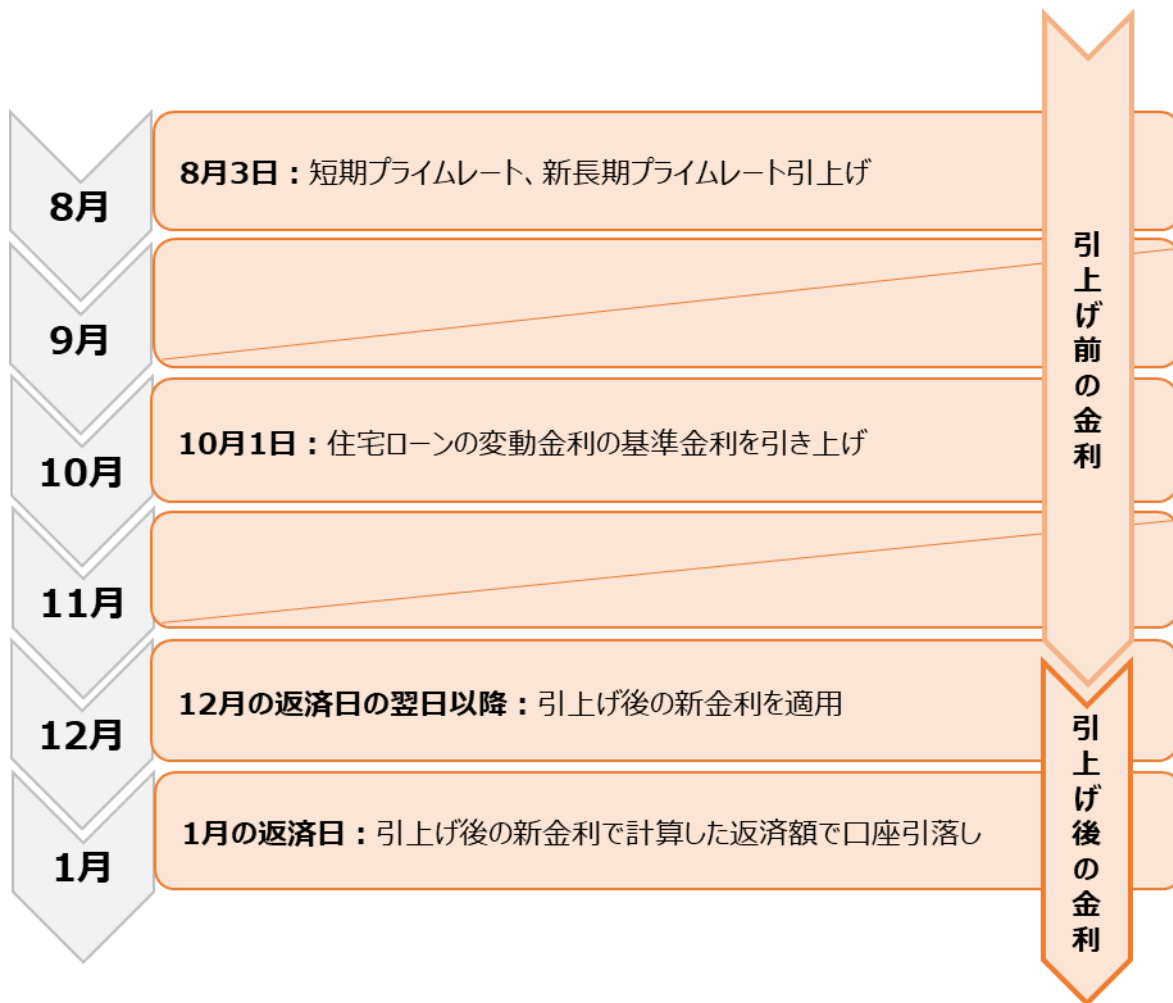 8月
8月3日：短期プライムレート、新長期プライムレート引上げ
9月
10月
10月1日：住宅ローンの変動金利の基準金利を引き上げ
11月
12月
12月の返済日の翌日以降：引上げ後の新金利を適用
1月
1月の返済日：引上げ後の新金利で計算した返済額で口座引落し
引上げ前の金利
引上げ後の金利